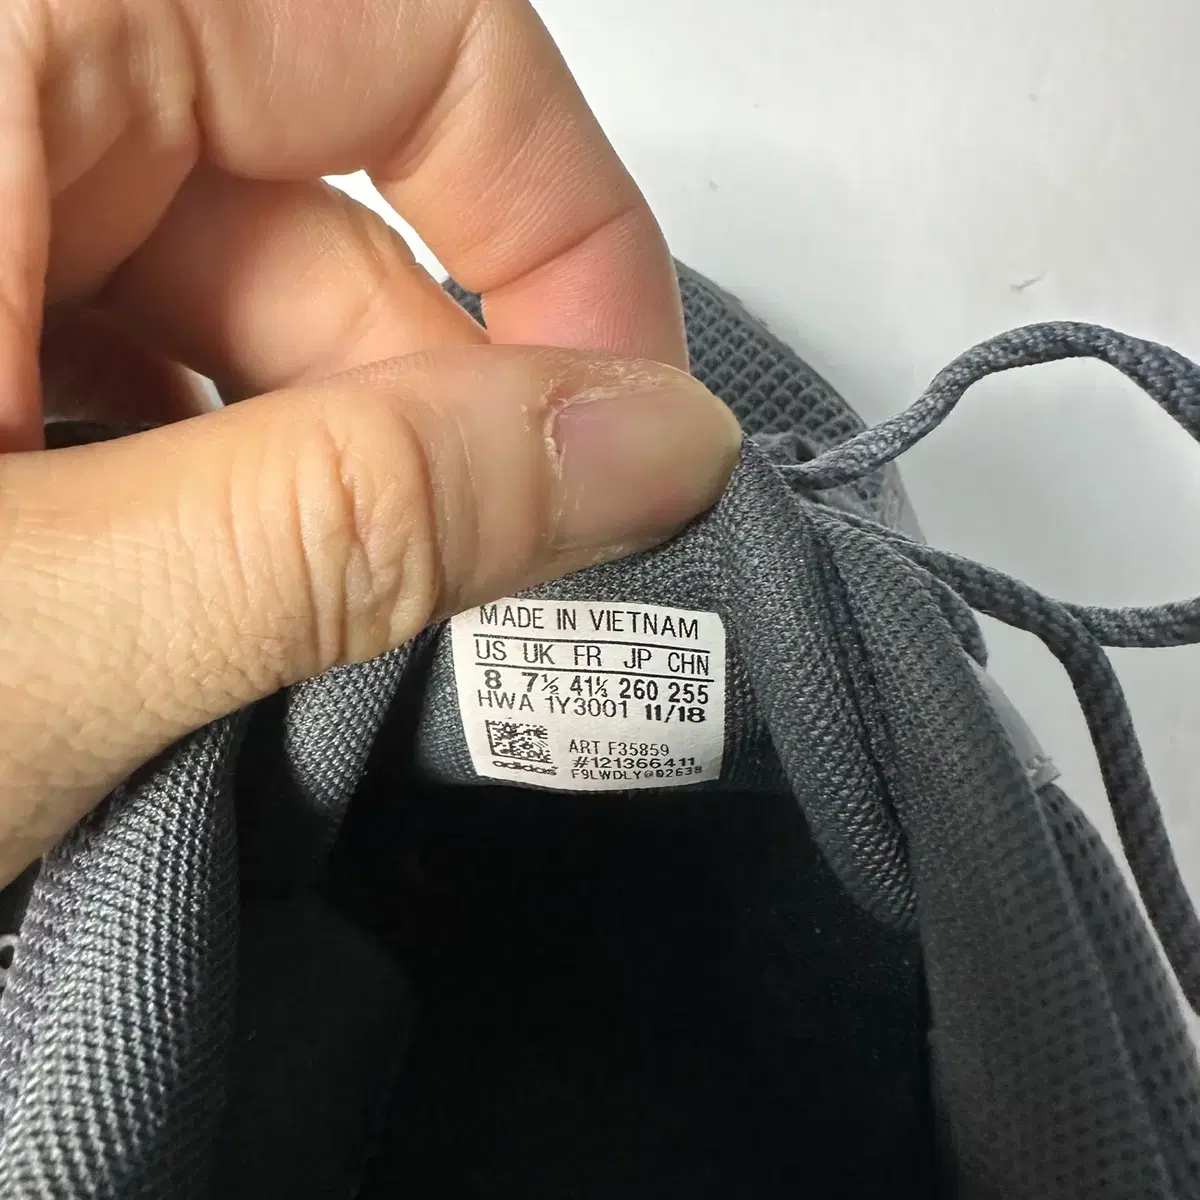 MADE IN VIETNAM
US UK FR JP CHN
8 7½ 41⅓ 260 255
HWA 1Y3001 11/18
ART F35859
#121366411
adidas
F9LWDLY@02638